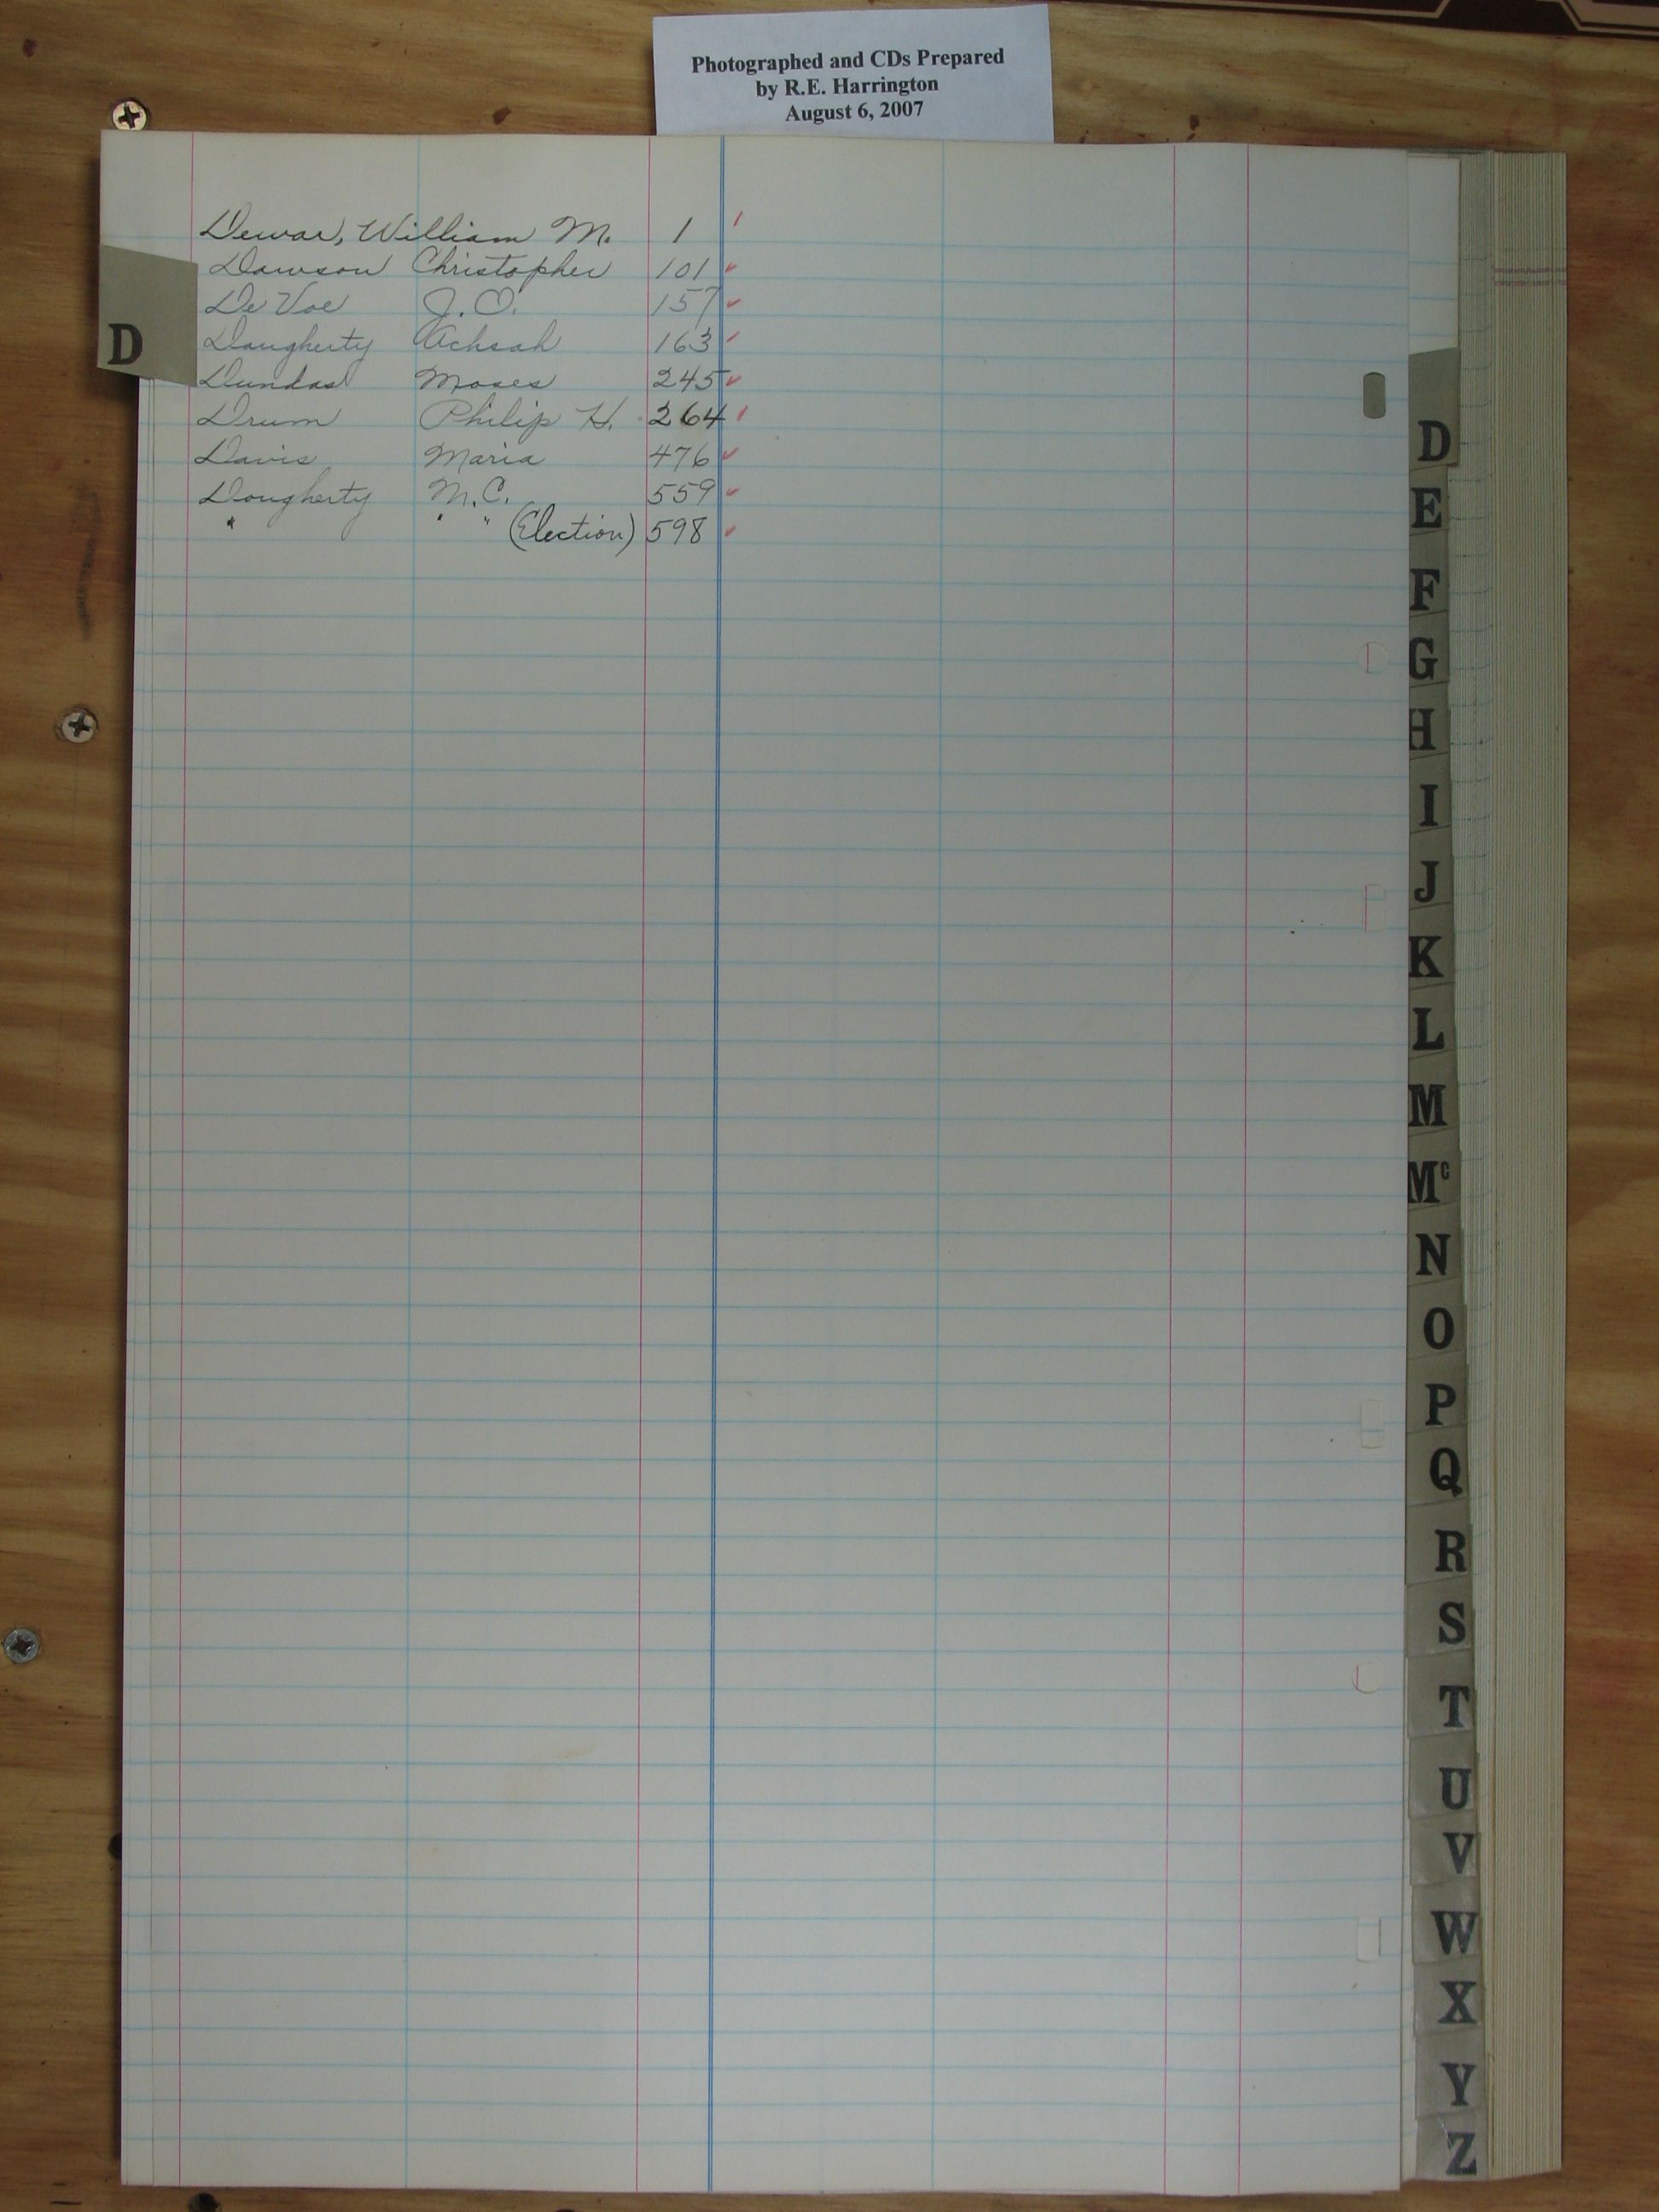 Photographed and CDs Prepared
by R.E. Harrington
August 6, 2007
Dewar, William M. 1
Dawson Christopher 101
De Voe J. O. 157
Daugherty Achsah 163
Dundas Moses 245
Drum Philip H. 264
Davis Maria 476
Dougherty M. C. 559
" " " (Election) 598
D
D
E
F
G
H
I
J
K
L
M
Mc
N
O
P
Q
R
S
T
U
V
W
X
Y
Z